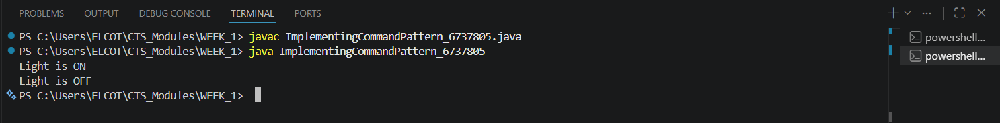 PROBLEMS OUTPUT DEBUG CONSOLE TERMINAL PORTS
PS C:\Users\ELCOT\CTS_Modules\WEEK_1> javac ImplementingCommandPattern_6737805.java
PS C:\Users\ELCOT\CTS_Modules\WEEK_1> java ImplementingCommandPattern_6737805
Light is ON
Light is OFF
PS C:\Users\ELCOT\CTS_Modules\WEEK_1> =
powershell...
powershell...